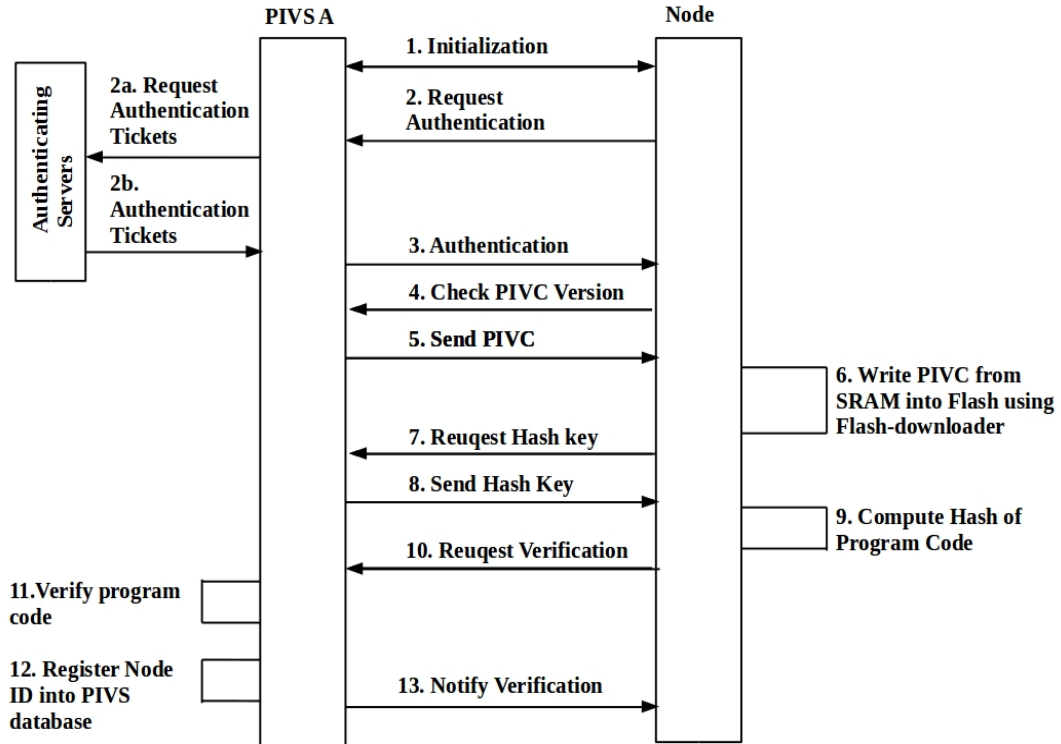 PIVS A
Node
1. Initialization
Authenticating
Servers
2a. Request
Authentication
Tickets
2. Request
Authentication
2b.
Authentication
Tickets
3. Authentication
4. Check PIVC Version
5. Send PIVC
6. Write PIVC from
SRAM into Flash using
Flash-downloader
7. Reuqest Hash key
8. Send Hash Key
9. Compute Hash of
Program Code
10. Reuqest Verification
11.Verify program
code
12. Register Node
ID into PIVS
database
13. Notify Verification